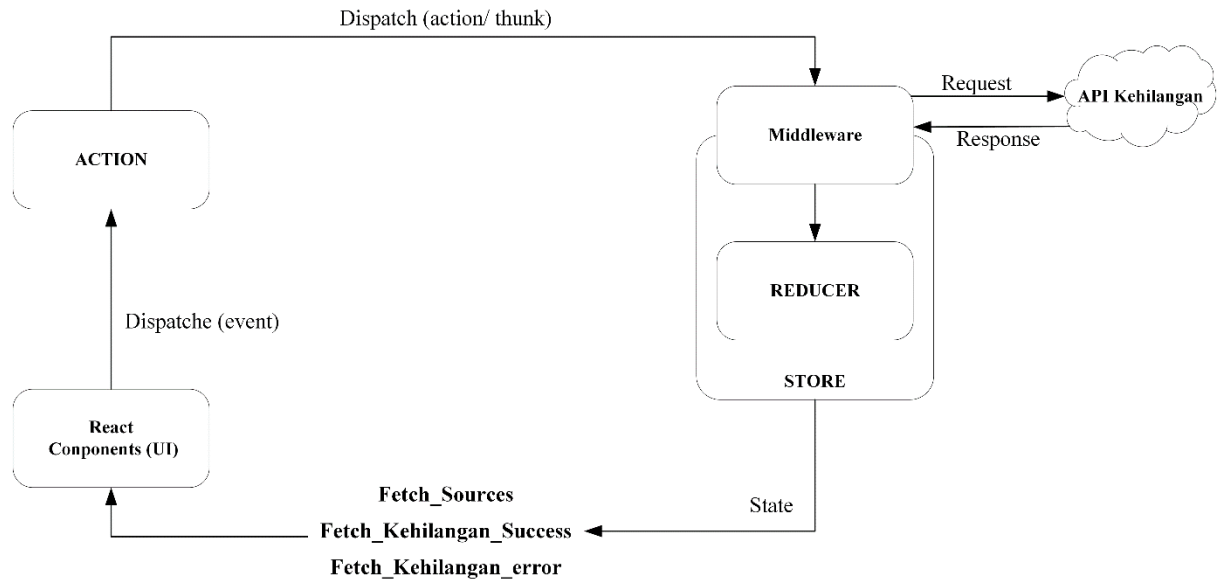 Dispatch (action/ thunk)
Request
API Kehilangan
Middleware
Response
ACTION
REDUCER
Dispatche (event)
STORE
React
Conponents (UI)
Fetch_Sources
State
Fetch_Kehilangan_Success
Fetch_Kehilangan_error